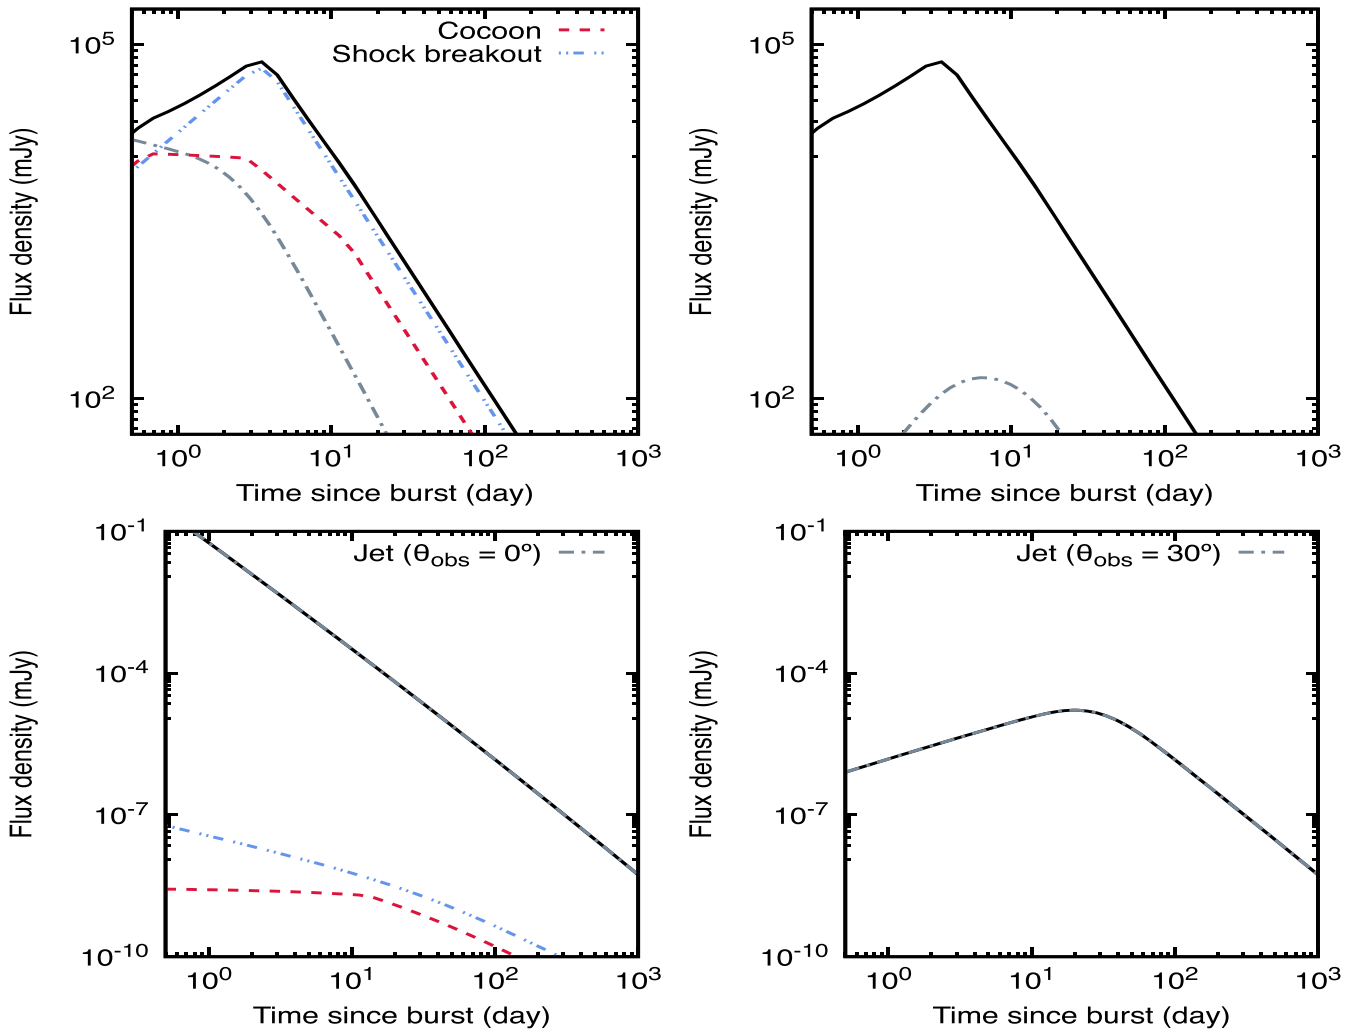 10^5
Cocoon
Shock breakout
Flux density (mJy)
10^2
10^0 10^1 10^2 10^3
Time since burst (day)
10^5
Flux density (mJy)
10^2
10^0 10^1 10^2 10^3
Time since burst (day)
10^-1
Jet (θ_obs = 0º)
10^-4
Flux density (mJy)
10^-7
10^-10
10^0 10^1 10^2 10^3
Time since burst (day)
10^-1
Jet (θ_obs = 30º)
10^-4
Flux density (mJy)
10^-7
10^-10
10^0 10^1 10^2 10^3
Time since burst (day)